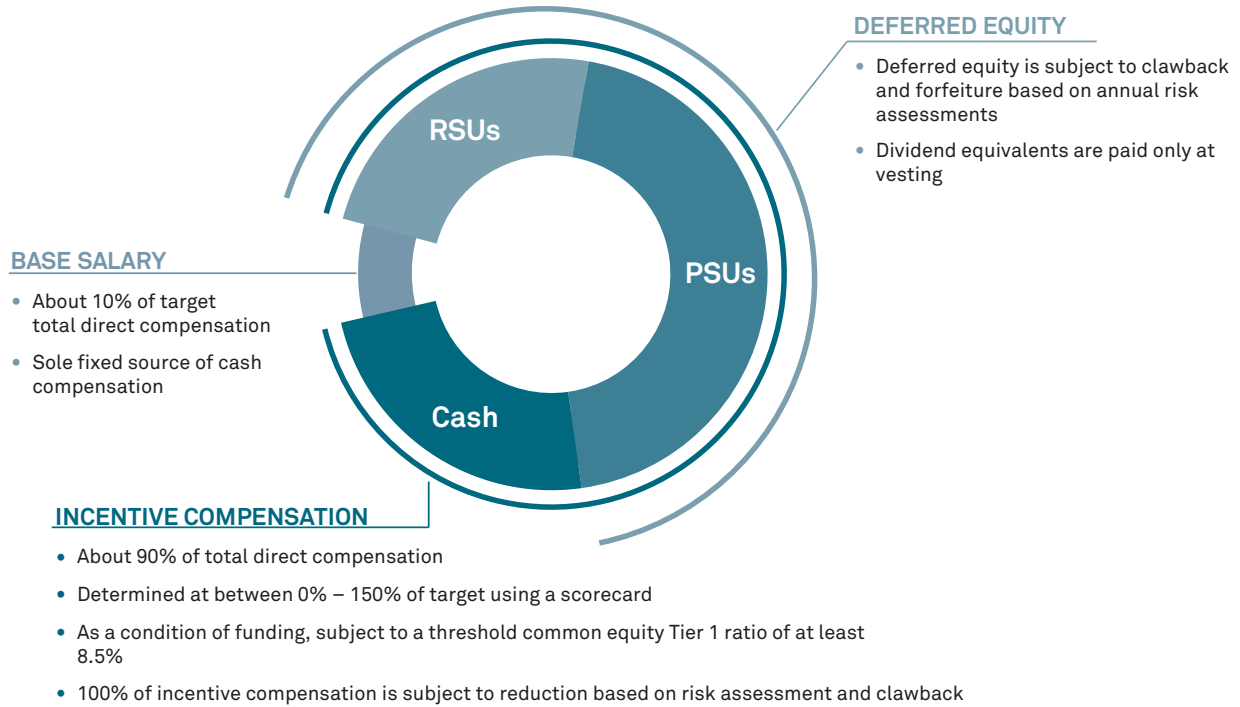 DEFERRED EQUITY
• Deferred equity is subject to clawback
and forfeiture based on annual risk
assessments
• Dividend equivalents are paid only at
vesting
RSUs
PSUs
Cash
BASE SALARY
• About 10% of target
total direct compensation
• Sole fixed source of cash
compensation
INCENTIVE COMPENSATION
• About 90% of total direct compensation
• Determined at between 0% – 150% of target using a scorecard
• As a condition of funding, subject to a threshold common equity Tier 1 ratio of at least
8.5%
• 100% of incentive compensation is subject to reduction based on risk assessment and clawback